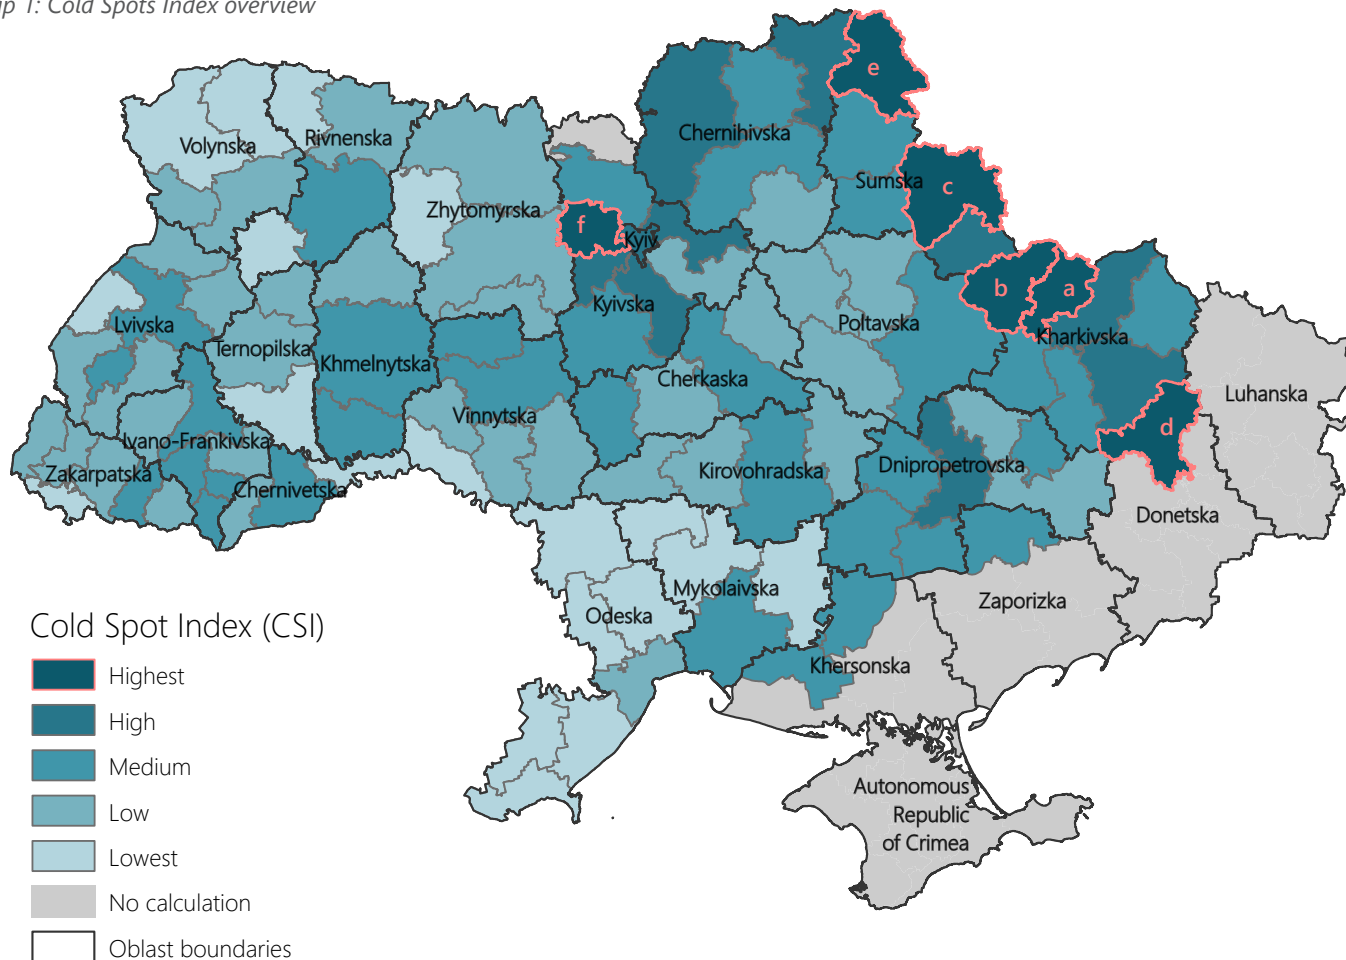 1: Cold Spots Index overview
e
Chernihivska
Volynska
Rivnenska
Sumska
c
Zhytomyrska
f
Kyiv
b
a
Kyivska
Lvivska
Poltavska
Kharkivska
Ternopilska
Khmelnytska
Cherkaska
Luhanska
Vinnytska
d
Ivano-Frankivska
Zakarpatska
Kirovohradska
Dnipropetrovska
Chernivetska
Donetska
Mykolaivska
Zaporizka
Odeska
Khersonska
Autonomous
Republic
of Crimea
Cold Spot Index (CSI)
Highest
High
Medium
Low
Lowest
No calculation
Oblast boundaries